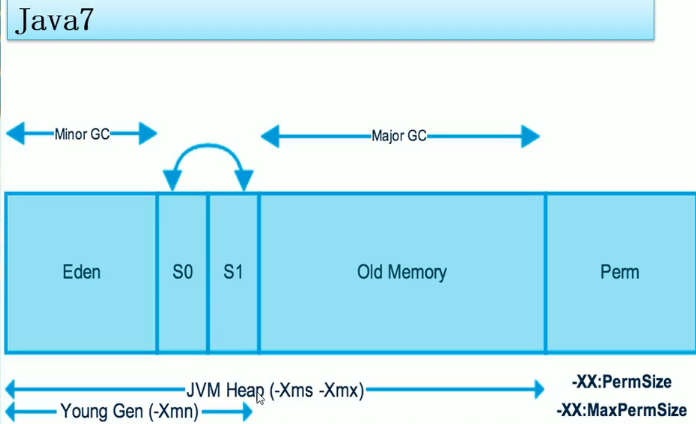 Java7
Minor GC
Major GC
Eden
S0
S1
Old Memory
Perm
JVM Heap (-Xms -Xmx)
-XX:PermSize
Young Gen (-Xmn)
-XX:MaxPermSize